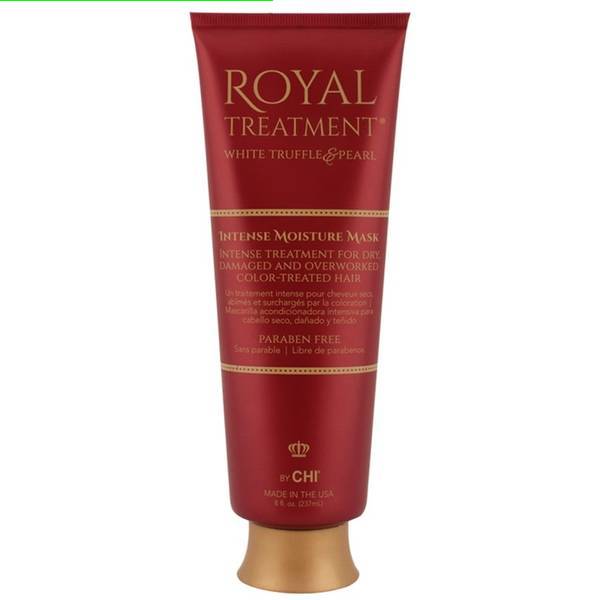 ROYAL
TREATMENT®
WHITE TRUFFLE & PEARL
INTENSE MOISTURE MASK
INTENSE TREATMENT FOR DRY,
DAMAGED AND OVERWORKED
COLOR-TREATED HAIR
Un traitement intense pour cheveux secs,
abîmés et surchargés par la coloration |
Mascarilla acondicionadora intensiva para
cabello seco, dañado y teñido
PARABEN FREE
Sans parabène | Libre de parabenos
BY CHI®
MADE IN THE USA
8 fl. oz. (237mL)